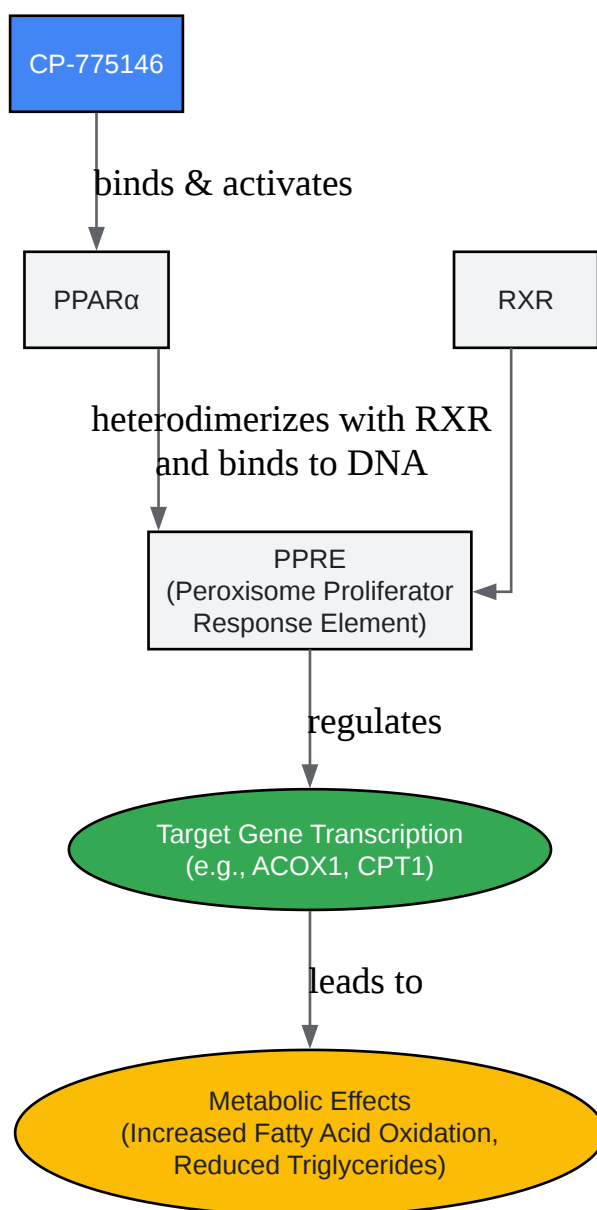 CP-775146
binds & activates
PPARα
RXR
heterodimerizes with RXR
and binds to DNA
PPRE
(Peroxisome Proliferator
Response Element)
regulates
Target Gene Transcription
(e.g., ACOX1, CPT1)
leads to
Metabolic Effects
(Increased Fatty Acid Oxidation,
Reduced Triglycerides)